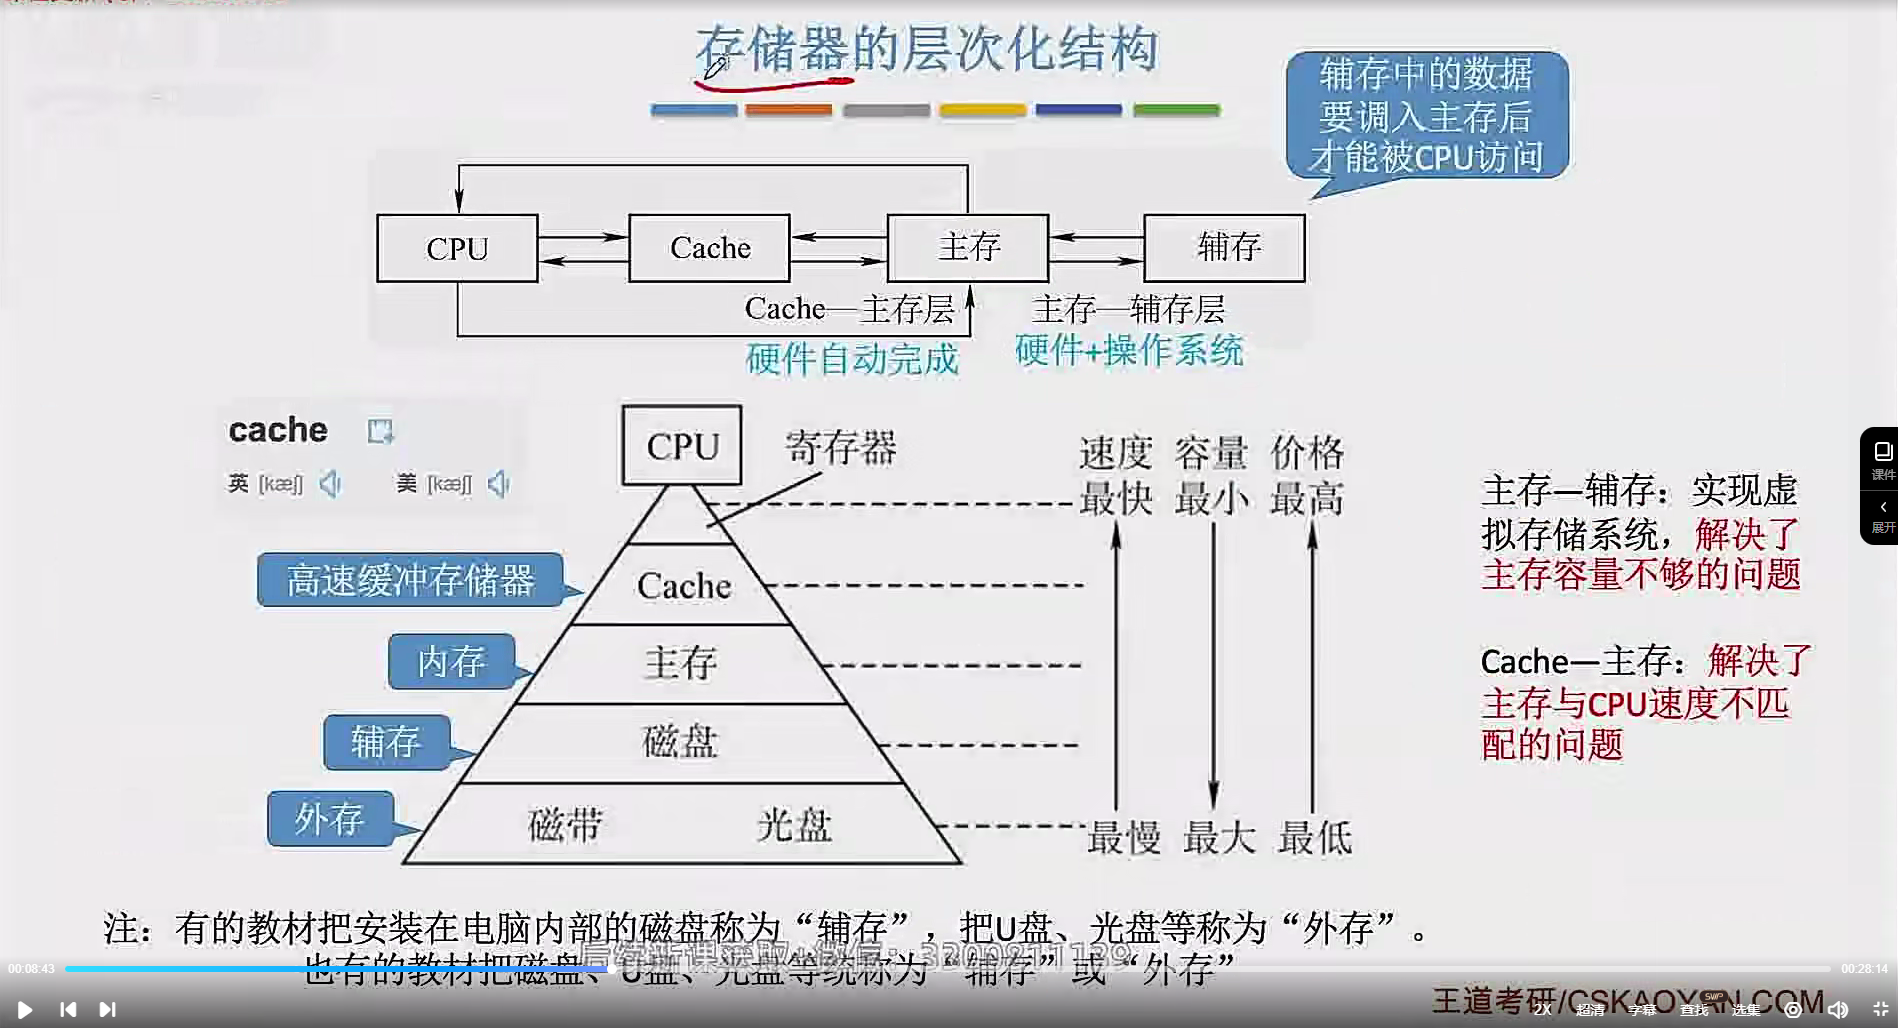 存储器的层次化结构
辅存中的数据
要调入主存后
才能被CPU访问
CPU
Cache
主存
辅存
Cache—主存层
主存—辅存层
硬件自动完成
硬件+操作系统
cache
英 [kæʃ]
美 [kæʃ]
CPU
寄存器
速度 容量 价格
最快 最小 最高
高速缓冲存储器
Cache
内存
主存
辅存
磁盘
外存
磁带
光盘
最慢 最大 最低
主存—辅存：实现虚
拟存储系统，解决了
主存容量不够的问题
Cache—主存：解决了
主存与CPU速度不匹
配的问题
课件
展开
注：有的教材把安装在电脑内部的磁盘称为“辅存”，把U盘、光盘等称为“外存”。
也有的教材把磁盘、U盘、光盘等统称为“辅存”或“外存”
00:08:43
00:28:14
王道考研/CSKAOYAN.COM
2X
超清
字幕
查找
SWP
选集